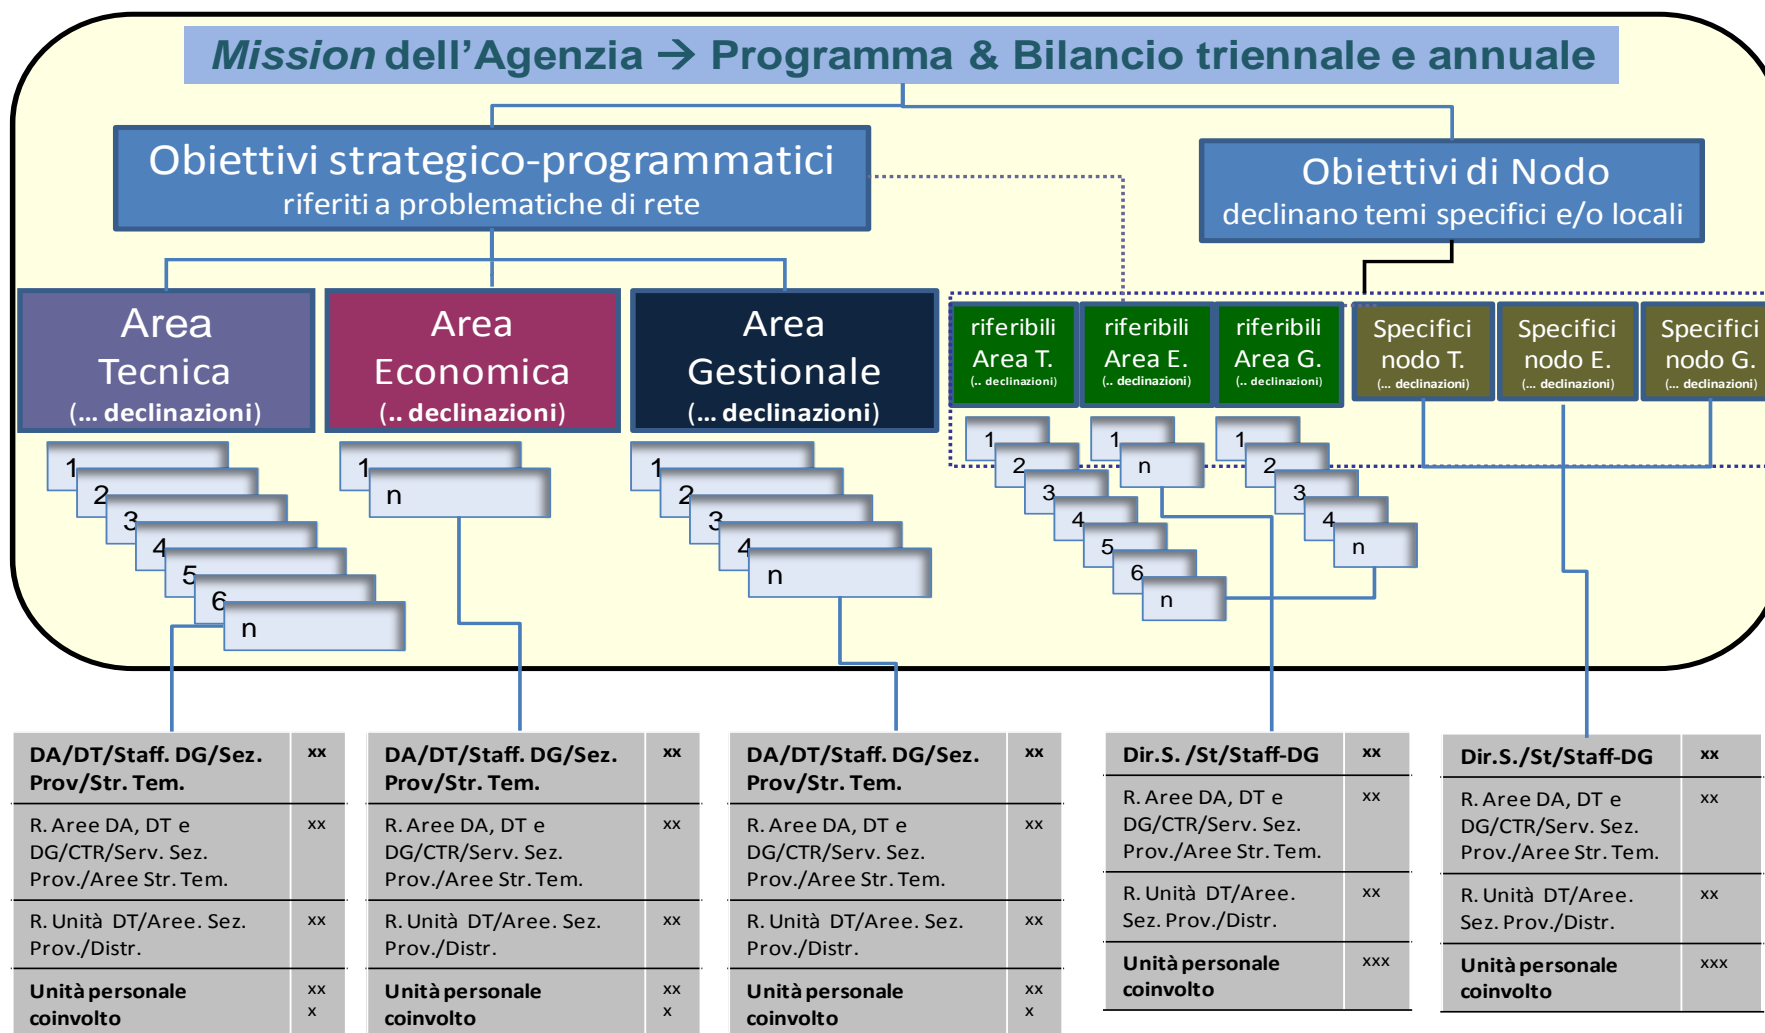 Mission dell'Agenzia → Programma & Bilancio triennale e annuale
Obiettivi strategico-programmatici
riferiti a problematiche di rete
Obiettivi di Nodo
declinano temi specifici e/o locali
Area
Tecnica
(... declinazioni)
Area
Economica
(.. declinazioni)
Area
Gestionale
(... declinazioni)
riferibili
Area T.
(.. declinazioni)
riferibili
Area E.
(.. declinazioni)
riferibili
Area G.
(.. declinazioni)
Specifici
nodo T.
(... declinazioni)
Specifici
nodo E.
(... declinazioni)
Specifici
nodo G.
(... declinazioni)
1
2
3
4
5
6
n
1
n
1
2
3
4
n
1
2
3
4
5
6
n
1
n
1
2
3
4
n
DA/DT/Staff. DG/Sez. xx
Prov/Str. Tem.
R. Aree DA, DT e xx
DG/CTR/Serv. Sez.
Prov./Aree Str. Tem.
R. Unità DT/Aree. Sez. xx
Prov./Distr.
Unità personale xx
coinvolto x
DA/DT/Staff. DG/Sez. xx
Prov/Str. Tem.
R. Aree DA, DT e xx
DG/CTR/Serv. Sez.
Prov./Aree Str. Tem.
R. Unità DT/Aree. Sez. xx
Prov./Distr.
Unità personale xx
coinvolto x
DA/DT/Staff. DG/Sez. xx
Prov/Str. Tem.
R. Aree DA, DT e xx
DG/CTR/Serv. Sez.
Prov./Aree Str. Tem.
R. Unità DT/Aree. Sez. xx
Prov./Distr.
Unità personale xx
coinvolto x
Dir.S. /St/Staff-DG xx
R. Aree DA, DT e xx
DG/CTR/Serv. Sez.
Prov./Aree Str. Tem.
R. Unità DT/Aree. xx
Sez. Prov./Distr.
Unità personale xxx
coinvolto
Dir.S./St/Staff-DG xx
R. Aree DA, DT e xx
DG/CTR/Serv. Sez.
Prov./Aree Str. Tem.
R. Unità DT/Aree. xx
Sez. Prov./Distr.
Unità personale xxx
coinvolto